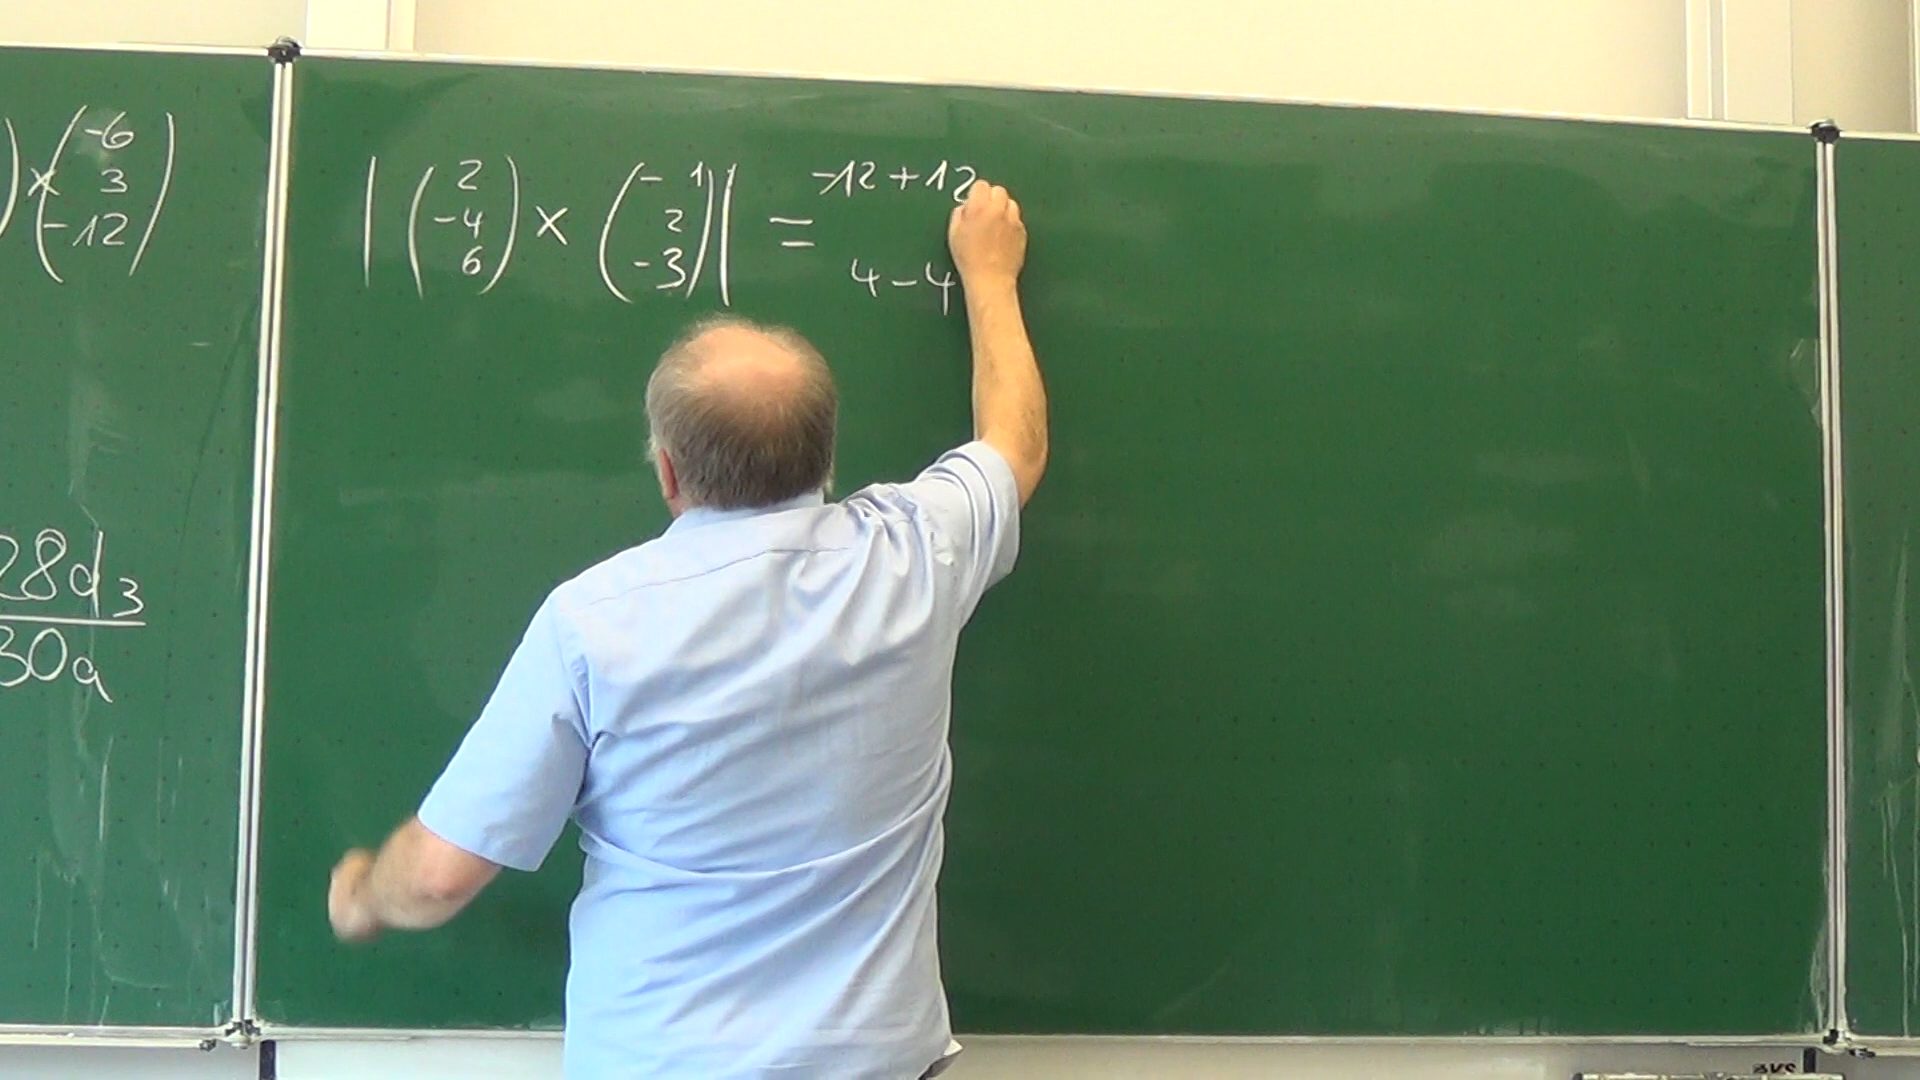 ) × ( -6
3
-12 )
28d3
30a
| ( 2
-4
6 ) × ( -1
2
-3 ) | = -12+12
4-4